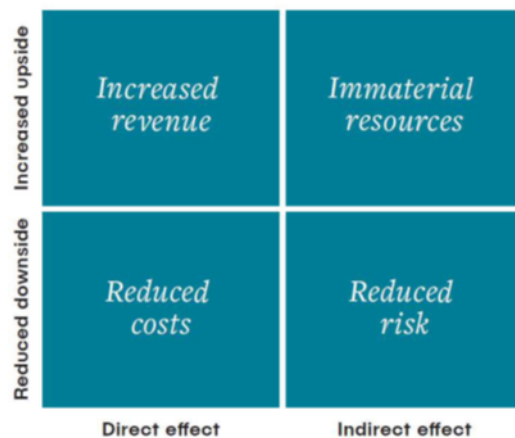 Increased upside
Increased
revenue
Immaterial
resources
Reduced downside
Reduced
costs
Reduced
risk
Direct effect
Indirect effect